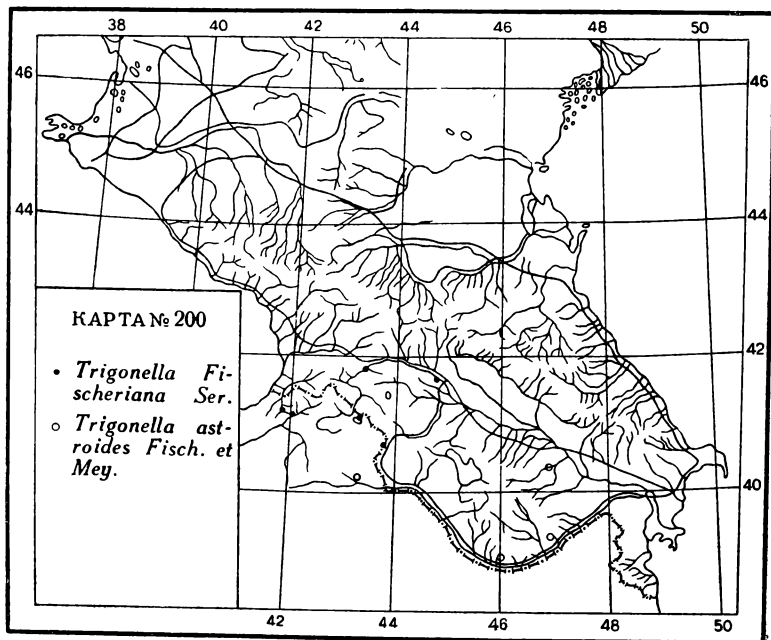 38 40 42 44 46 48 50
46 46
44 44
КАРТА № 200
42
• Trigonella Fi-
scheriana Ser.
○ Trigonella ast-
roides Fisch. et
Mey.
40
42 44 46 48 50